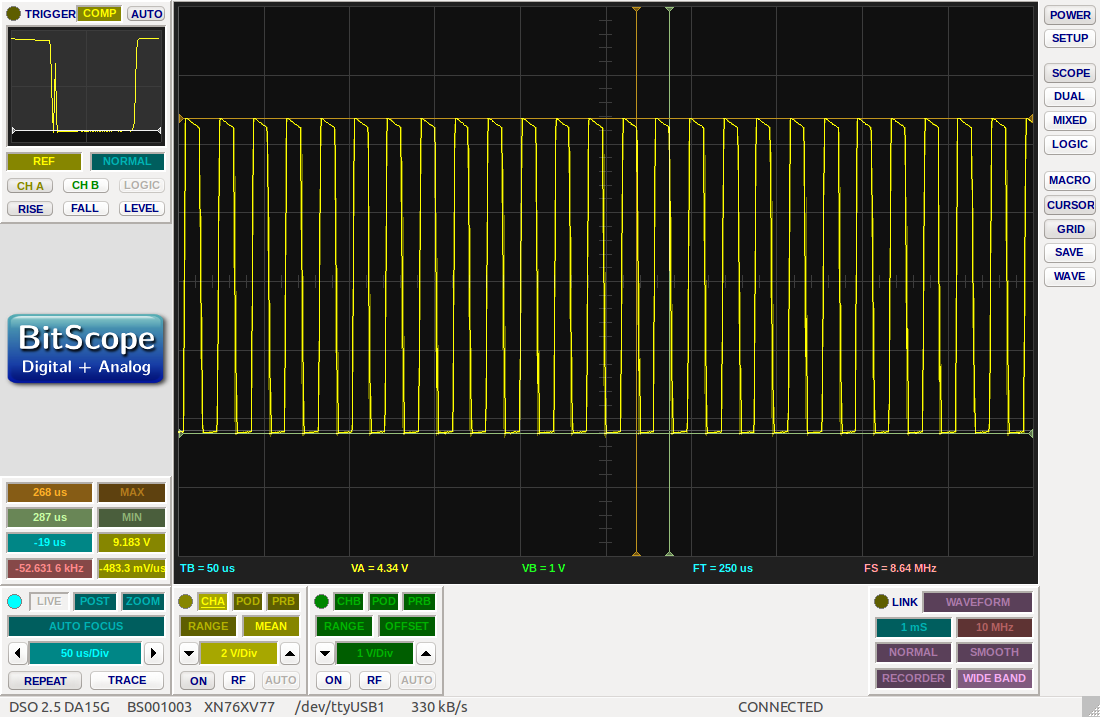 TRIGGER COMP AUTO
REF NORMAL
CH A CH B LOGIC
RISE FALL LEVEL
BitScope
Digital + Analog
268 us MAX
287 us MIN
-19 us 9.183 V
-52.631 6 kHz -483.3 mV/us
TB = 50 us VA = 4.34 V VB = 1 V FT = 250 us FS = 8.64 MHz
POWER
SETUP
SCOPE
DUAL
MIXED
LOGIC
MACRO
CURSOR
GRID
SAVE
WAVE
LIVE POST ZOOM
AUTO FOCUS
50 us/Div
REPEAT TRACE
CHA POD PRB
RANGE MEAN
2 V/Div
ON RF AUTO
CHB POD PRB
RANGE OFFSET
1 V/Div
ON RF AUTO
LINK WAVEFORM
1 mS 10 MHz
NORMAL SMOOTH
RECORDER WIDE BAND
DSO 2.5 DA15G BS001003 XN76XV77 /dev/ttyUSB1 330 kB/s CONNECTED